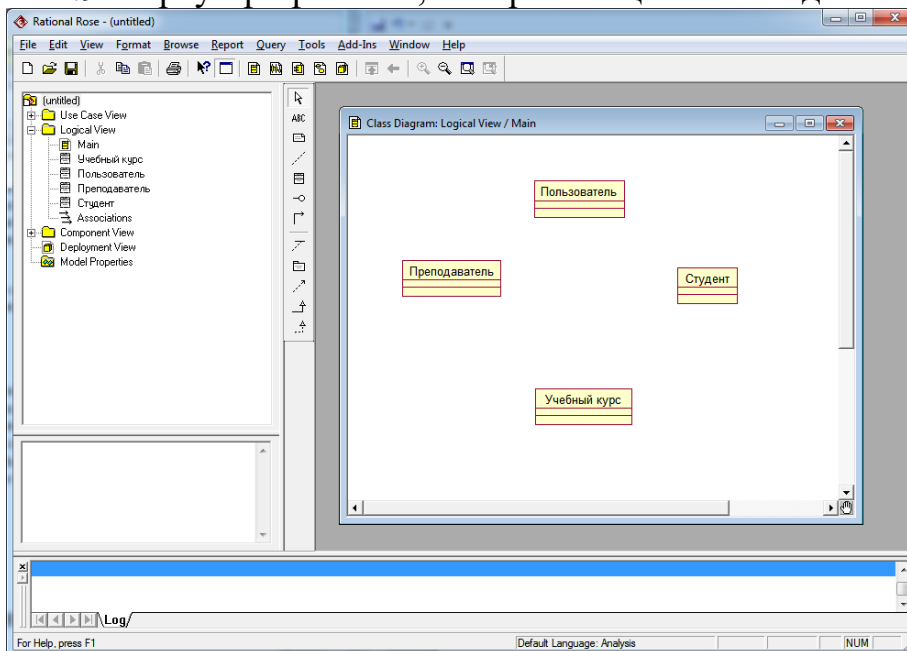 Rational Rose - (untitled)
File Edit View Format Browse Report Query Tools Add-Ins Window Help
ABC
(untitled)
Use Case View
Logical View
Main
Учебный курс
Пользователь
Преподаватель
Студент
Associations
Component View
Deployment View
Model Properties
Class Diagram: Logical View / Main
Пользователь
Преподаватель
Студент
Учебный курс
Log
For Help, press F1
Default Language: Analysis
NUM